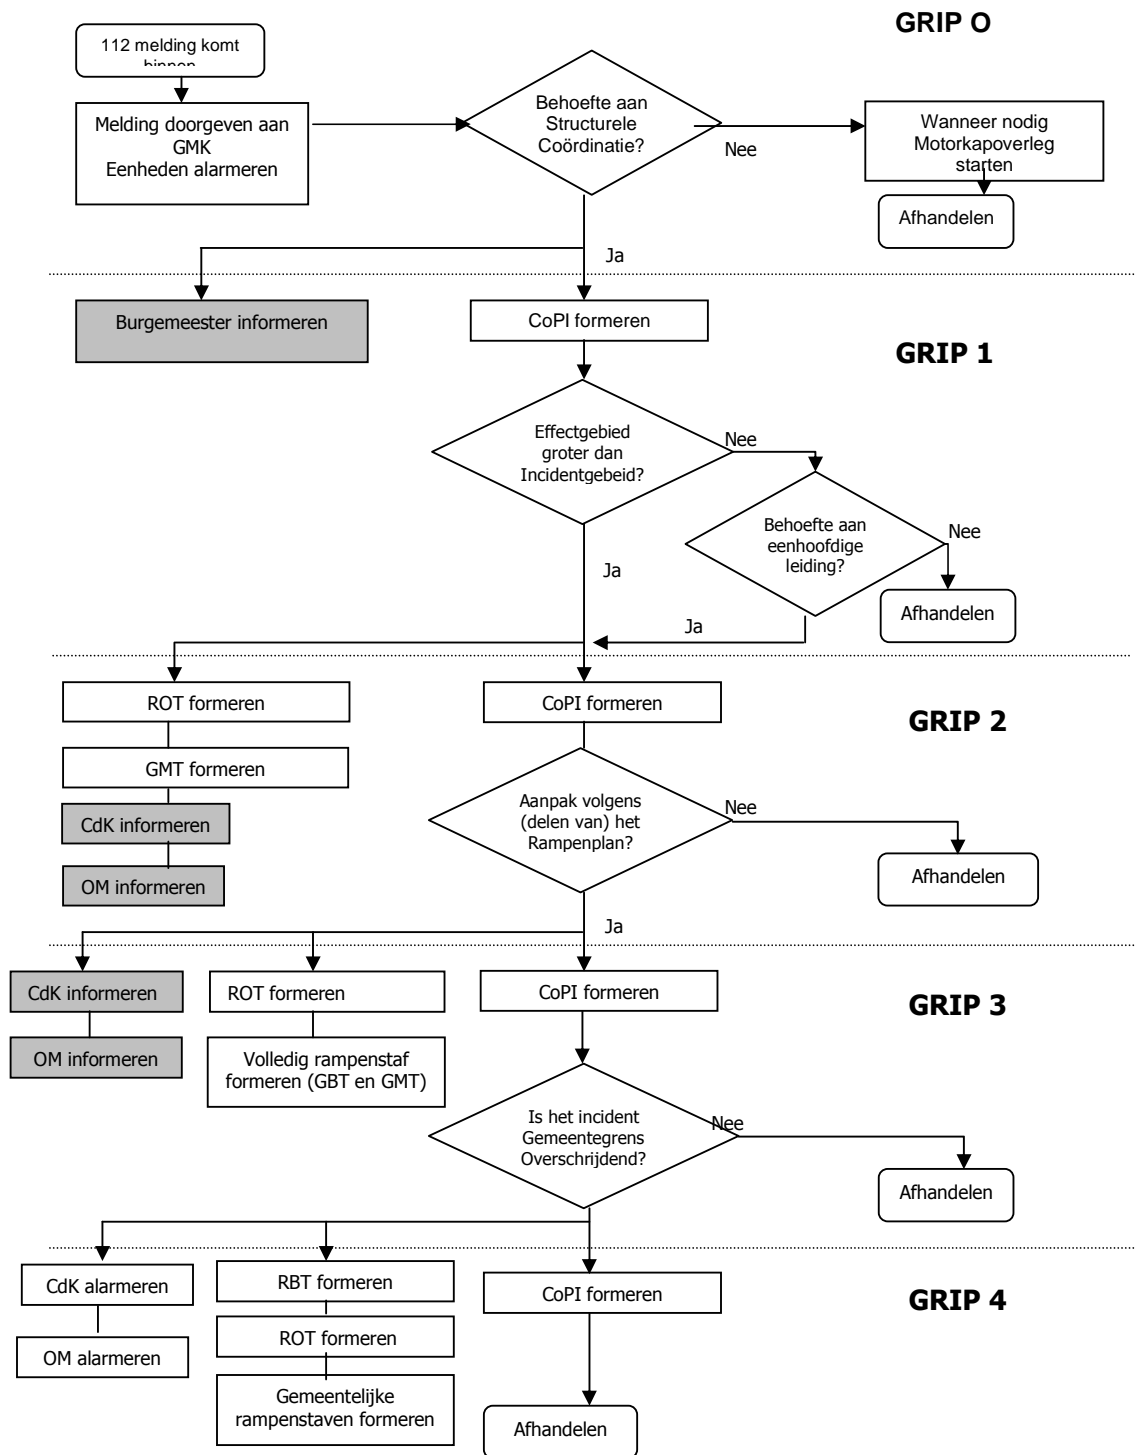 GRIP O
112 melding komt
binnen
Melding doorgeven aan
GMK
Eenheden alarmeren
Behoefte aan
Structurele
Coördinatie?
Nee
Wanneer nodig
Motorkapoverleg
starten
Afhandelen
Ja
Burgemeester informeren
CoPI formeren
GRIP 1
Effectgebied
groter dan
Incidentgebeid?
Nee
Behoefte aan
eenhoofdige
leiding?
Nee
Ja
Afhandelen
Ja
ROT formeren
CoPI formeren
GRIP 2
GMT formeren
CdK informeren
OM informeren
Aanpak volgens
(delen van) het
Rampenplan?
Nee
Afhandelen
Ja
CdK informeren
ROT formeren
CoPI formeren
GRIP 3
OM informeren
Volledig rampenstaf
formeren (GBT en GMT)
Is het incident
Gemeentegrens
Overschrijdend?
Nee
Afhandelen
CdK alarmeren
RBT formeren
CoPI formeren
GRIP 4
OM alarmeren
ROT formeren
Gemeentelijke
rampenstaven formeren
Afhandelen